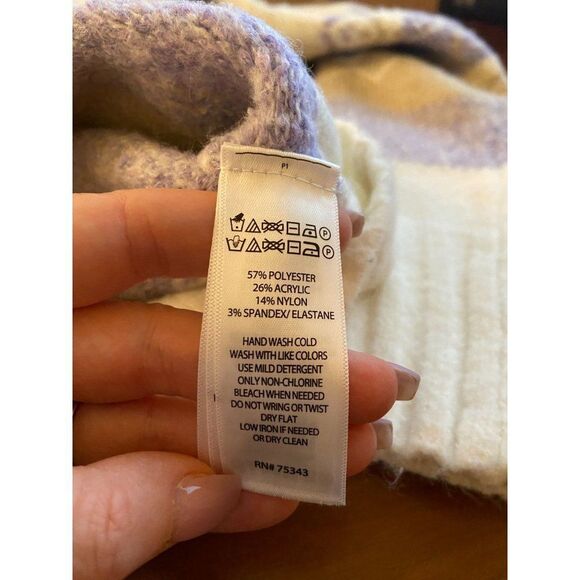 P1
P
P
57% POLYESTER
26% ACRYLIC
14% NYLON
3% SPANDEX/ ELASTANE
HAND WASH COLD
WASH WITH LIKE COLORS
USE MILD DETERGENT
ONLY NON-CHLORINE
BLEACH WHEN NEEDED
DO NOT WRING OR TWIST
DRY FLAT
LOW IRON IF NEEDED
OR DRY CLEAN
RN# 75343